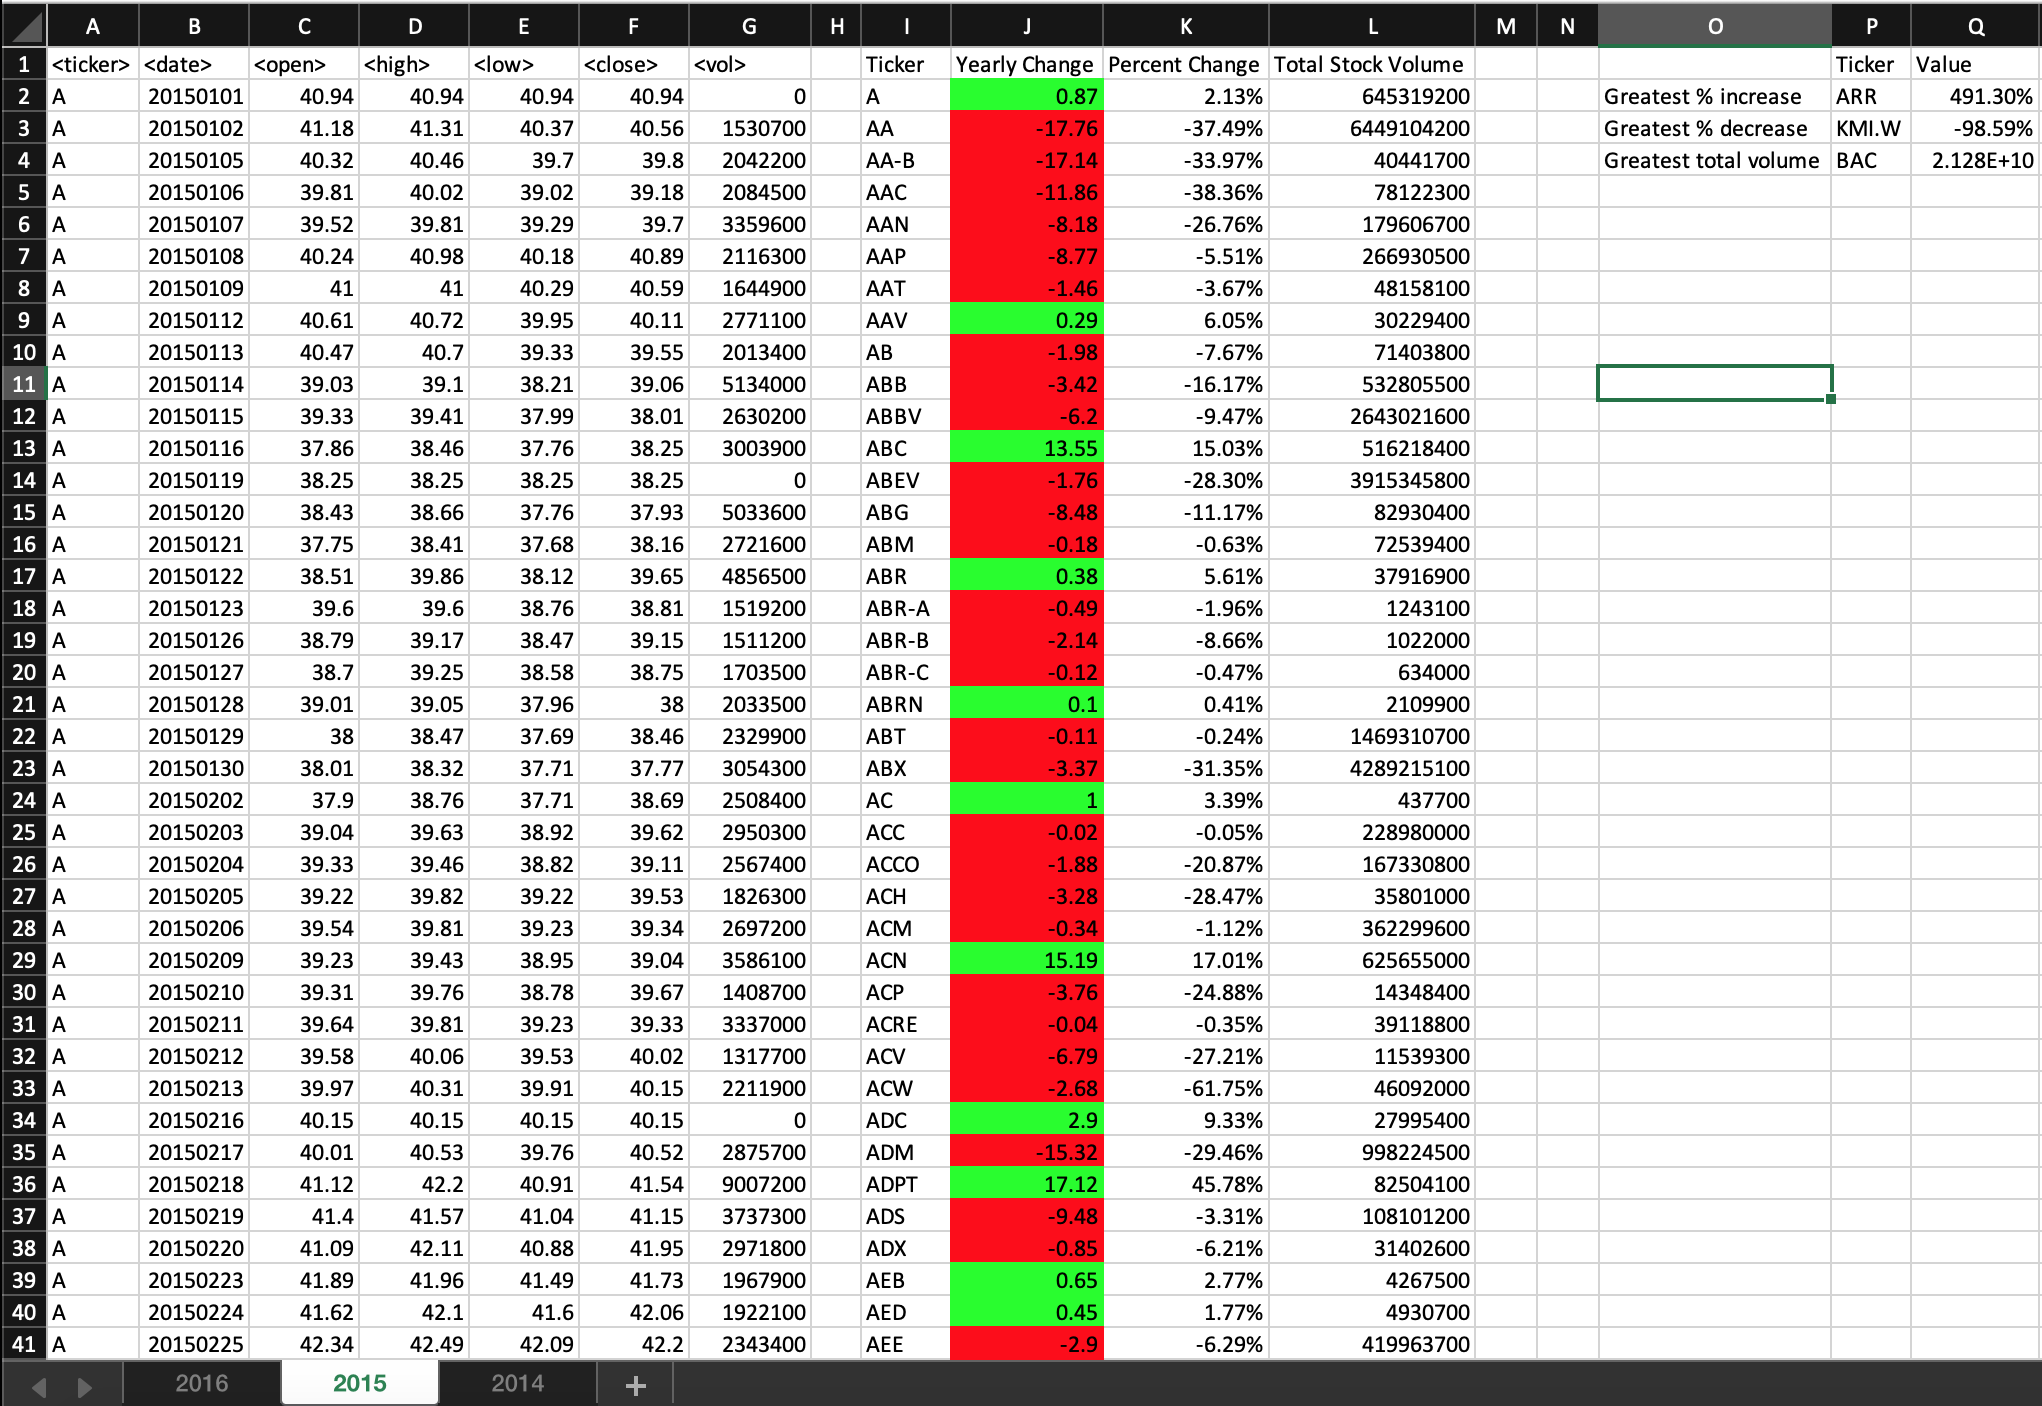 A B C D E F G H I J K L M N O P Q
1 <ticker> <date> <open> <high> <low> <close> <vol> Ticker Yearly Change Percent Change Total Stock Volume Ticker Value
2 A 20150101 40.94 40.94 40.94 40.94 0 A 0.87 2.13% 645319200 Greatest % increase ARR 491.30%
3 A 20150102 41.18 41.31 40.37 40.56 1530700 AA -17.76 -37.49% 6449104200 Greatest % decrease KMI.W -98.59%
4 A 20150105 40.32 40.46 39.7 39.8 2042200 AA-B -17.14 -33.97% 40441700 Greatest total volume BAC 2.128E+10
5 A 20150106 39.81 40.02 39.02 39.18 2084500 AAC -11.86 -38.36% 78122300
6 A 20150107 39.52 39.81 39.29 39.7 3359600 AAN -8.18 -26.76% 179606700
7 A 20150108 40.24 40.98 40.18 40.89 2116300 AAP -8.77 -5.51% 266930500
8 A 20150109 41 41 40.29 40.59 1644900 AAT -1.46 -3.67% 48158100
9 A 20150112 40.61 40.72 39.95 40.11 2771100 AAV 0.29 6.05% 30229400
10 A 20150113 40.47 40.7 39.33 39.55 2013400 AB -1.98 -7.67% 71403800
11 A 20150114 39.03 39.1 38.21 39.06 5134000 ABB -3.42 -16.17% 532805500
12 A 20150115 39.33 39.41 37.99 38.01 2630200 ABBV -6.2 -9.47% 2643021600
13 A 20150116 37.86 38.46 37.76 38.25 3003900 ABC 13.55 15.03% 516218400
14 A 20150119 38.25 38.25 38.25 38.25 0 ABEV -1.76 -28.30% 3915345800
15 A 20150120 38.43 38.66 37.76 37.93 5033600 ABG -8.48 -11.17% 82930400
16 A 20150121 37.75 38.41 37.68 38.16 2721600 ABM -0.18 -0.63% 72539400
17 A 20150122 38.51 39.86 38.12 39.65 4856500 ABR 0.38 5.61% 37916900
18 A 20150123 39.6 39.6 38.76 38.81 1519200 ABR-A -0.49 -1.96% 1243100
19 A 20150126 38.79 39.17 38.47 39.15 1511200 ABR-B -2.14 -8.66% 1022000
20 A 20150127 38.7 39.25 38.58 38.75 1703500 ABR-C -0.12 -0.47% 634000
21 A 20150128 39.01 39.05 37.96 38 2033500 ABRN 0.1 0.41% 2109900
22 A 20150129 38 38.47 37.69 38.46 2329900 ABT -0.11 -0.24% 1469310700
23 A 20150130 38.01 38.32 37.71 37.77 3054300 ABX -3.37 -31.35% 4289215100
24 A 20150202 37.9 38.76 37.71 38.69 2508400 AC 1 3.39% 437700
25 A 20150203 39.04 39.63 38.92 39.62 2950300 ACC -0.02 -0.05% 228980000
26 A 20150204 39.33 39.46 38.82 39.11 2567400 ACCO -1.88 -20.87% 167330800
27 A 20150205 39.22 39.82 39.22 39.53 1826300 ACH -3.28 -28.47% 35801000
28 A 20150206 39.54 39.81 39.23 39.34 2697200 ACM -0.34 -1.12% 362299600
29 A 20150209 39.23 39.43 38.95 39.04 3586100 ACN 15.19 17.01% 625655000
30 A 20150210 39.31 39.76 38.78 39.67 1408700 ACP -3.76 -24.88% 14348400
31 A 20150211 39.64 39.81 39.23 39.33 3337000 ACRE -0.04 -0.35% 39118800
32 A 20150212 39.58 40.06 39.53 40.02 1317700 ACV -6.79 -27.21% 11539300
33 A 20150213 39.97 40.31 39.91 40.15 2211900 ACW -2.68 -61.75% 46092000
34 A 20150216 40.15 40.15 40.15 40.15 0 ADC 2.9 9.33% 27995400
35 A 20150217 40.01 40.53 39.76 40.52 2875700 ADM -15.32 -29.46% 998224500
36 A 20150218 41.12 42.2 40.91 41.54 9007200 ADPT 17.12 45.78% 82504100
37 A 20150219 41.4 41.57 41.04 41.15 3737300 ADS -9.48 -3.31% 108101200
38 A 20150220 41.09 42.11 40.88 41.95 2971800 ADX -0.85 -6.21% 31402600
39 A 20150223 41.89 41.96 41.49 41.73 1967900 AEB 0.65 2.77% 4267500
40 A 20150224 41.62 42.1 41.6 42.06 1922100 AED 0.45 1.77% 4930700
41 A 20150225 42.34 42.49 42.09 42.2 2343400 AEE -2.9 -6.29% 419963700
2016 2015 2014 +